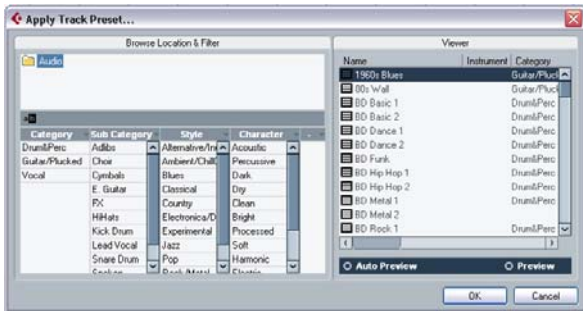 Apply Track Preset...
Browse Location & Filter
Audio
Category Sub Category Style Character
Drum&Perc Adlibs Acoustic
Guitar/Plucked Choir Percussive
Vocal Cymbals Blues Dark
E. Guitar Classical Dry
FX Country Clean
HiHats Electronica/D Bright
Kick Drum Experimental Processed
Lead Vocal Jazz Soft
Snare Drum Pop Harmonic
Viewer
Name Instrument Category
1960s Blues Guitar/Pluck
80s Wall Guitar/Pluck
BD Basic 1 Drum&Perc
BD Basic 2 Drum&Perc
BD Dance 1 Drum&Perc
BD Dance 2 Drum&Perc
BD Funk Drum&Perc
BD Hip Hop 1 Drum&Perc
BD Hip Hop 2 Drum&Perc
BD Metal 1 Drum&Perc
BD Metal 2
BD Rock 1 Drum&Perc
Auto Preview Preview
OK Cancel